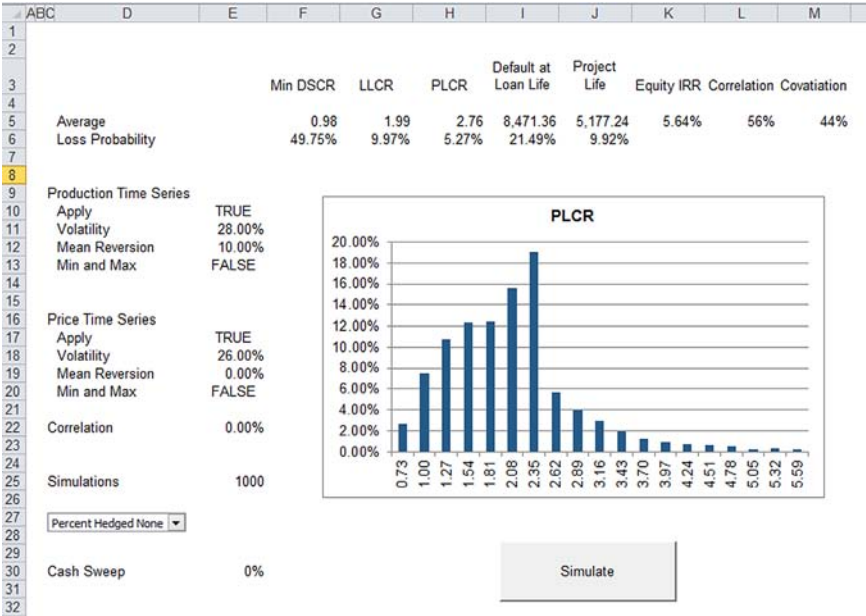 A B C D E F G H I J K L M
1
2
3 Min DSCR LLCR PLCR Default at Loan Life Project Life Equity IRR Correlation Covatiation
4
5 Average 0.98 1.99 2.76 8,471.36 5,177.24 5.64% 56% 44%
6 Loss Probability 49.75% 9.97% 5.27% 21.49% 9.92%
7
8
9 Production Time Series
10 Apply TRUE
11 Volatility 28.00%
12 Mean Reversion 10.00%
13 Min and Max FALSE
14
15
16 Price Time Series
17 Apply TRUE
18 Volatility 26.00%
19 Mean Reversion 0.00%
20 Min and Max FALSE
21
22 Correlation 0.00%
23
24
25 Simulations 1000
26
27 Percent Hedged None
28
29
30 Cash Sweep 0%
31
32
PLCR
20.00%
18.00%
16.00%
14.00%
12.00%
10.00%
8.00%
6.00%
4.00%
2.00%
0.00%
0.73 1.00 1.27 1.54 1.81 2.08 2.35 2.62 2.89 3.16 3.43 3.70 3.97 4.24 4.51 4.78 5.05 5.32 5.59
Simulate